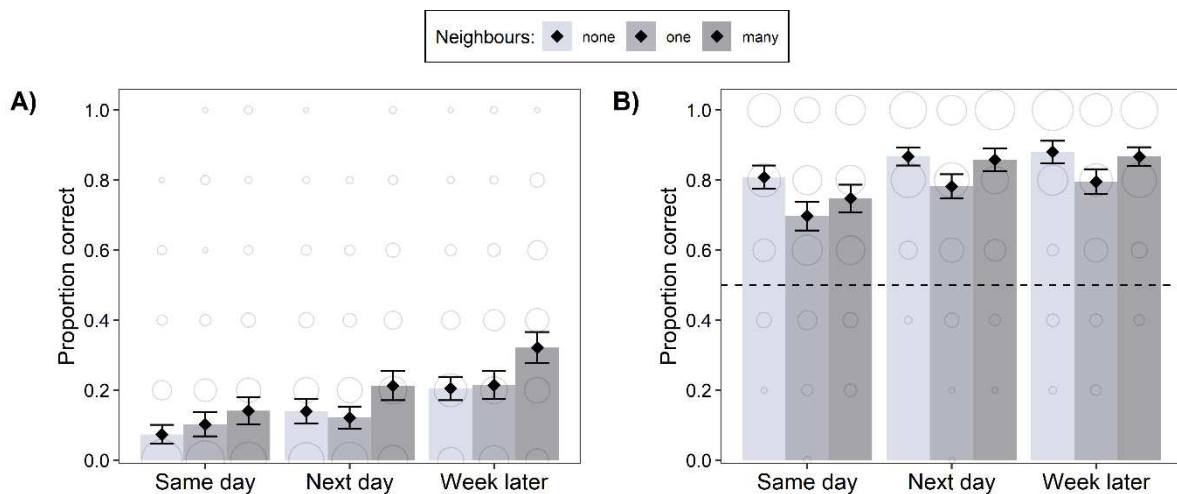 Neighbours: none one many
A)
Proportion correct
1.0
0.8
0.6
0.4
0.2
0.0
Same day Next day Week later
B)
Proportion correct
1.0
0.8
0.6
0.4
0.2
0.0
Same day Next day Week later